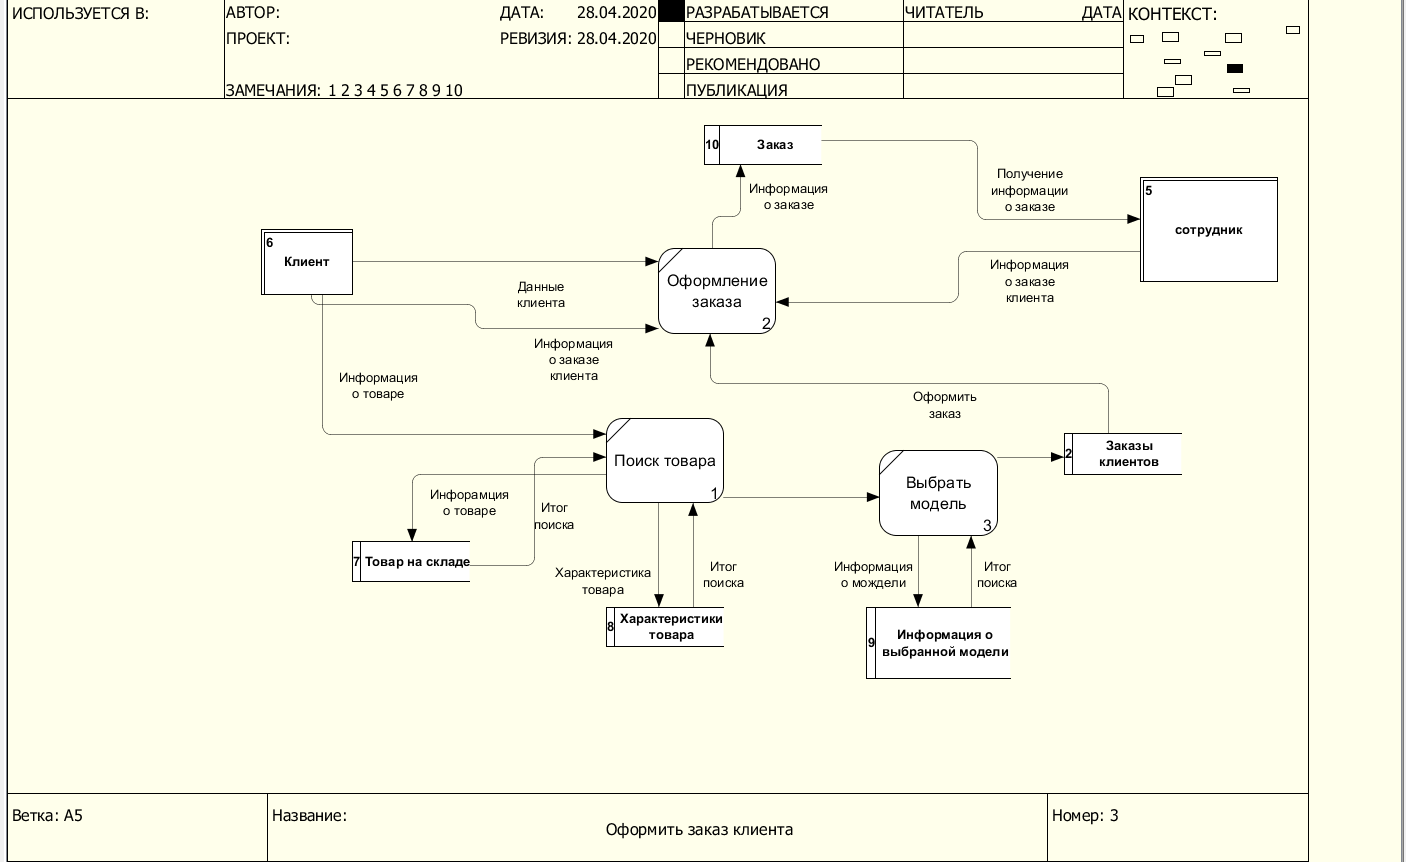 ИСПОЛЬЗУЕТСЯ В:
АВТОР:
ДАТА: 28.04.2020
ПРОЕКТ:
РЕВИЗИЯ: 28.04.2020
ЗАМЕЧАНИЯ: 1 2 3 4 5 6 7 8 9 10
РАЗРАБАТЫВАЕТСЯ
ЧЕРНОВИК
РЕКОМЕНДОВАНО
ПУБЛИКАЦИЯ
ЧИТАТЕЛЬ
ДАТА
КОНТЕКСТ:
10
Заказ
Информация
о заказе
Получение
информации
о заказе
5
сотрудник
6
Клиент
Оформление
заказа
2
Данные
клиента
Информация
о заказе
клиента
Информация
о заказе
клиента
Информация
о товаре
Оформить
заказ
Поиск товара
1
Выбрать
модель
3
2
Заказы
клиентов
Инфорамция
о товаре
Итог
поиска
7
Товар на складе
Характеристика
товара
Итог
поиска
Информация
о мождели
Итог
поиска
8
Характеристики
товара
9
Информация о
выбранной модели
Ветка: A5
Название:
Оформить заказ клиента
Номер: 3